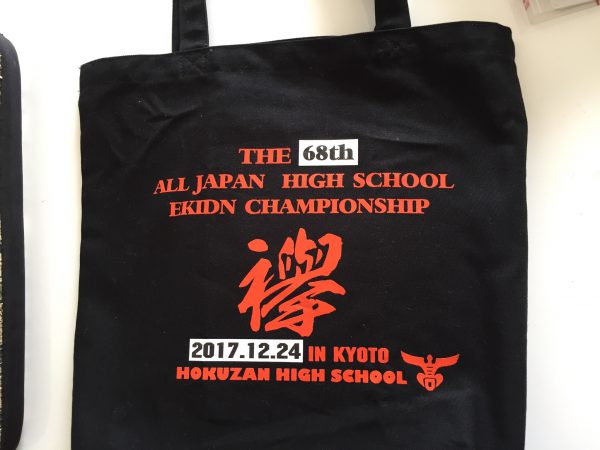 THE 68th
ALL JAPAN HIGH SCHOOL
EKIDN CHAMPIONSHIP
襷
2017.12.24 IN KYOTO
HOKUZAN HIGH SCHOOL